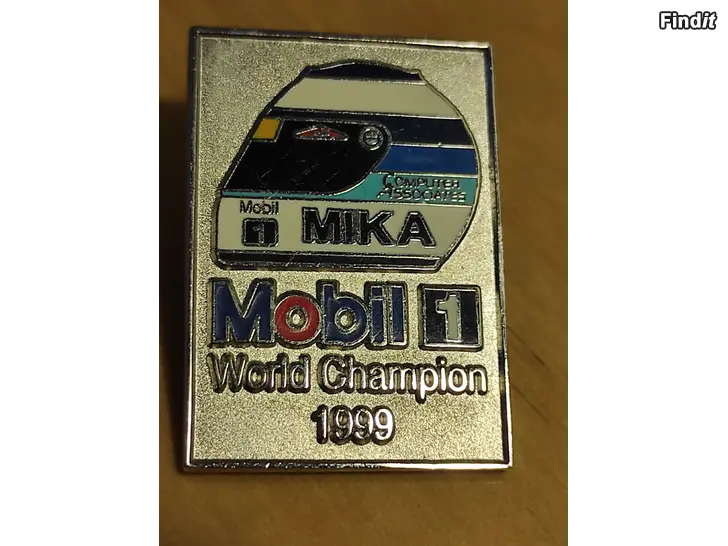 Findit
COMPUTER
ASSOCIATES
Mobil
1
MIKA
Mobil 1
World Champion
1999